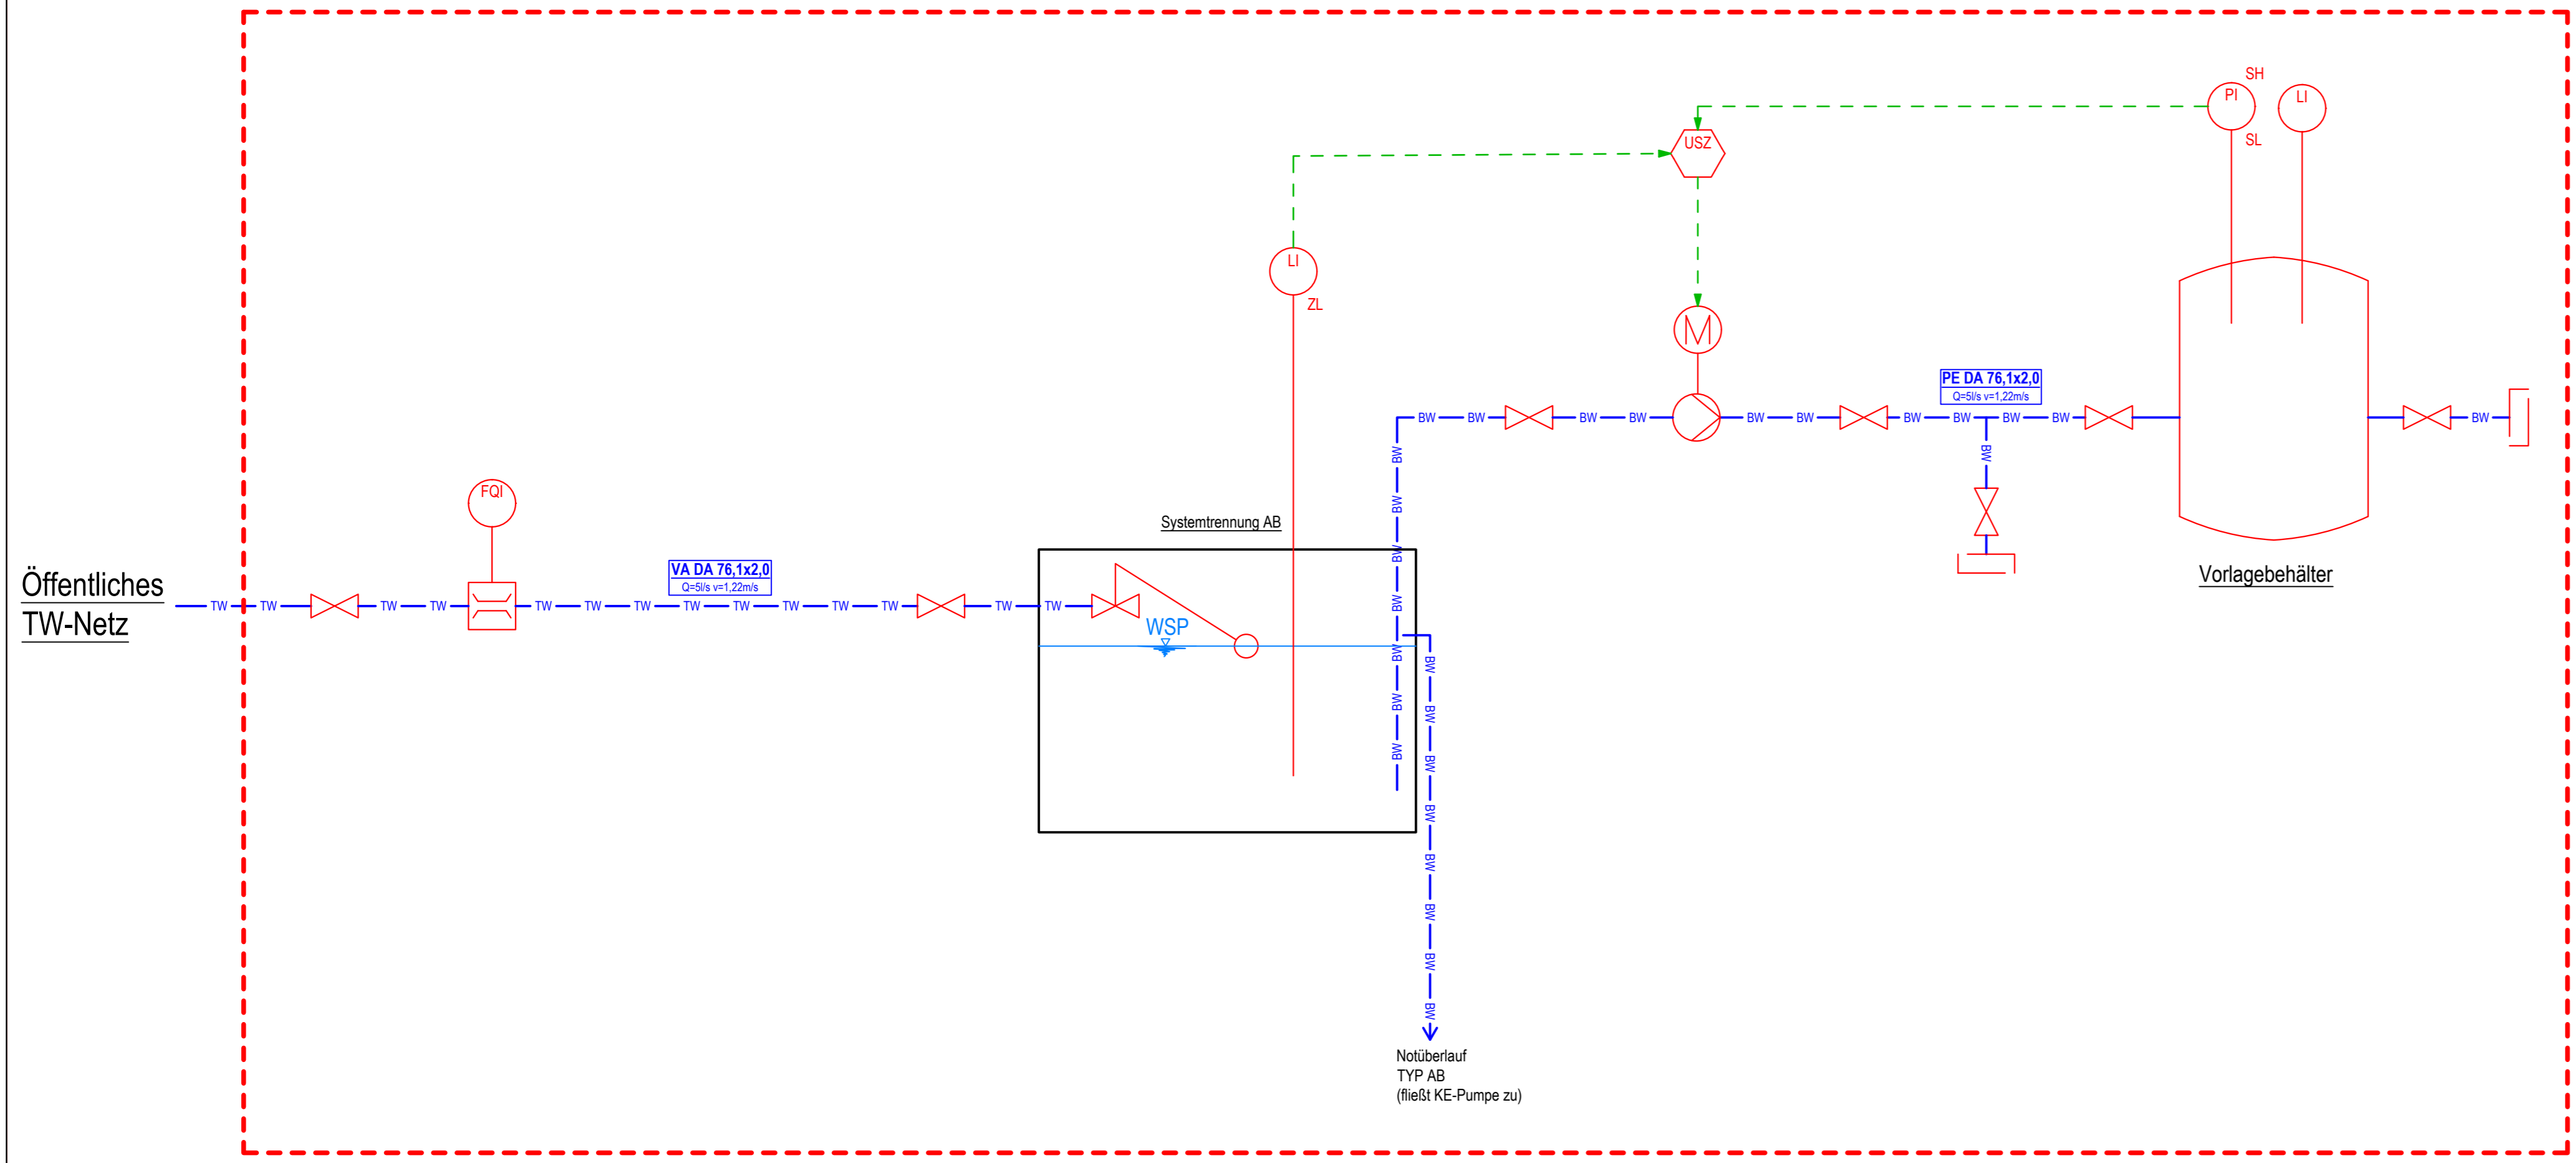 SH
PI
LI
SL
USZ
LI
ZL
M
PE DA 76,1x2,0
Q=5l/s v=1,22m/s
BW BW BW BW BW BW BW BW BW BW BW
BW
FQI
Systemtrennung AB
VA DA 76,1x2,0
Q=5l/s v=1,22m/s
Öffentliches
TW-Netz
TW TW TW TW TW TW TW TW TW TW TW TW TW TW
Vorlagebehälter
WSP
BW BW BW BW BW BW BW
BW BW BW BW BW BW BW BW
Notüberlauf
TYP AB
(fließt KE-Pumpe zu)